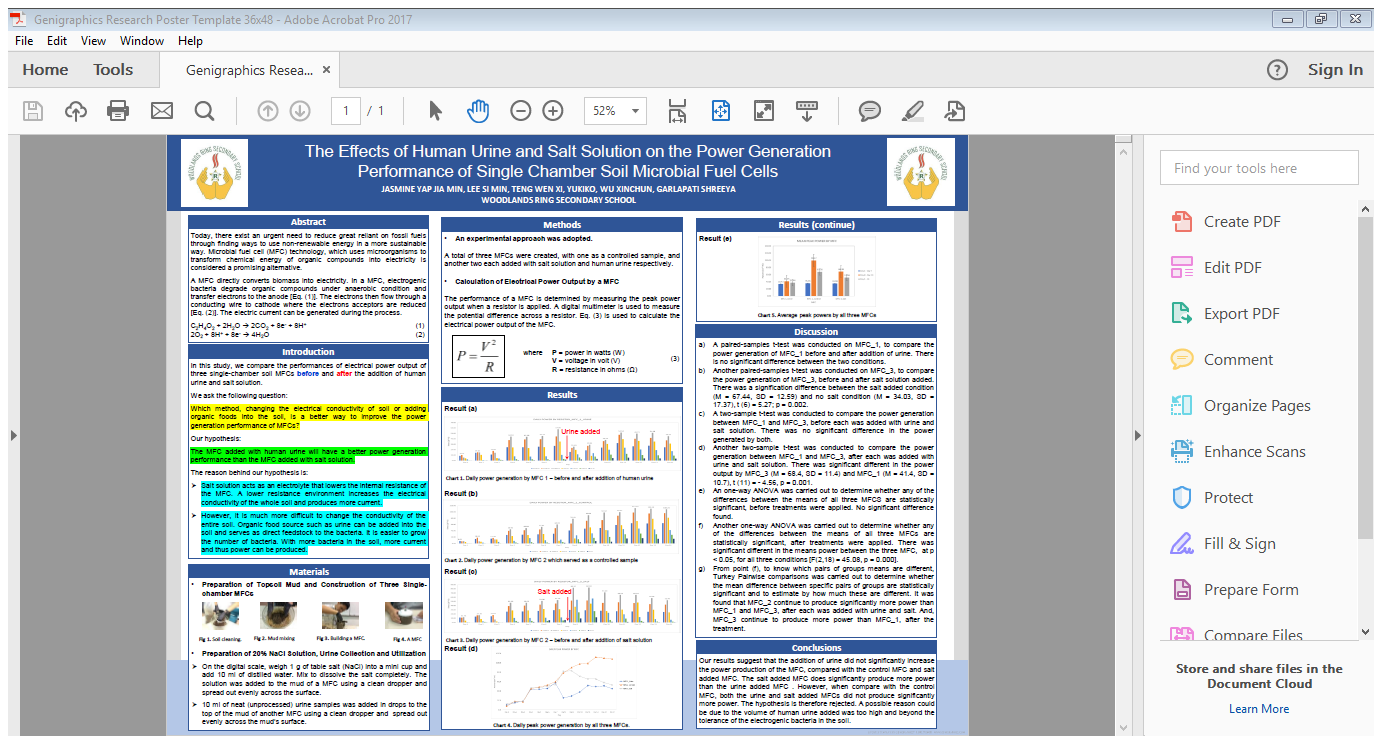 Genigraphics Research Poster Template 36x48 - Adobe Acrobat Pro 2017
File Edit View Window Help
Home Tools Genigraphics Resea... × ? Sign In
1 / 1 52%
Find your tools here
Create PDF
Edit PDF
Export PDF
Comment
Organize Pages
Enhance Scans
Protect
Fill & Sign
Prepare Form
Compare Files
Store and share files in the
Document Cloud
Learn More
WOODLANDS RING SECONDARY SCHOOL
The Effects of Human Urine and Salt Solution on the Power Generation
Performance of Single Chamber Soil Microbial Fuel Cells
JASMINE YAP JIA MIN, LEE SI MIN, TENG WEN XI, YUKIKO, WU XINCHUN, GARLAPATI SHREEYA
WOODLANDS RING SECONDARY SCHOOL
WOODLANDS RING SECONDARY SCHOOL
Abstract
Today, there exist an urgent need to reduce great reliant on fossil fuels
through finding ways to use non-renewable energy in a more sustainable
way. Microbial fuel cell (MFC) technology, which uses microorganisms to
transform chemical energy of organic compounds into electricity is
considered a promising alternative.
A MFC directly converts biomass into electricity. In a MFC, electrogenic
bacteria degrade organic compounds under anaerobic condition and
transfer electrons to the anode [Eq. (1)]. The electrons then flow through a
conducting wire to cathode where the electrons acceptors are reduced
[Eq. (2)]. The electric current can be generated during the process.
C₂H₄O₂ + 2H₂O → 2CO₂ + 8e⁻ + 8H⁺ (1)
2O₂ + 8H⁺ + 8e⁻ → 4H₂O (2)
Introduction
In this study, we compare the performances of electrical power output of
three single-chamber soil MFCs before and after the addition of human
urine and salt solution.
We ask the following question:
Which method, changing the electrical conductivity of soil or adding
organic foods into the soil, is a better way to improve the power
generation performance of MFCs?
Our hypothesis:
The MFC added with human urine will have a better power generation
performance than the MFC added with salt solution.
The reason behind our hypothesis is:
➤ Salt solution acts as an electrolyte that lowers the internal resistance of
the MFC. A lower resistance environment increases the electrical
conductivity of the whole soil and produces more current.
➤ However, it is much more difficult to change the conductivity of the
entire soil. Organic food source such as urine can be added into the
soil and serves as direct feedstock to the bacteria. It is easier to grow
the number of bacteria. With more bacteria in the soil, more current
and thus power can be produced.
Materials
• Preparation of Topsoil Mud and Construction of Three Single-
chamber MFCs
Fig 1. Soil cleaning. Fig 2. Mud mixing Fig 3. Building a MFC. Fig 4. A MFC
• Preparation of 20% NaCl Solution, Urine Collection and Utilization
➤ On the digital scale, weigh 1 g of table salt (NaCl) into a mini cup and
add 10 ml of distilled water. Mix to dissolve the salt completely. The
solution was added to the mud of a MFC using a clean dropper and
spread out evenly across the surface.
➤ 10 ml of neat (unprocessed) urine samples was added in drops to the
top of the mud of another MFC using a clean dropper and spread out
evenly across the mud's surface.
Methods
• An experimental approach was adopted.
A total of three MFCs were created, with one as a controlled sample, and
another two each added with salt solution and human urine respectively.
• Calculation of Electrical Power Output by a MFC
The performance of a MFC is determined by measuring the peak power
output when a resistor is applied. A digital multimeter is used to measure
the potential difference across a resistor. Eq. (3) is used to calculate the
electrical power output of the MFC.
P = V²/R where P = power in watts (W)
V = voltage in volt (V) (3)
R = resistance in ohms (Ω)
Results
Result (a)
Urine added
Chart 1. Daily power generation by MFC 1 – before and after addition of human urine
Result (b)
Chart 2. Daily power generation by MFC 2 which served as a controlled sample
Result (c)
Salt added
Chart 3. Daily power generation by MFC 2 – before and after addition of salt solution
Result (d)
Chart 4. Daily peak power generation by all three MFCs.
Results (continue)
Result (e)
Chart 5. Average peak powers by all three MFCs
Discussion
a) A paired-samples t-test was conducted on MFC_1, to compare the
power generation of MFC_1 before and after addition of urine. There
is no significant difference between the two conditions.
b) Another paired-samples t-test was conducted on MFC_3, to compare
the power generation of MFC_3, before and after salt solution added.
There was a signification difference between the salt added condition
(M = 67.44, SD = 12.59) and no salt condition (M = 34.03, SD =
17.37), t (6) = 5.27; p = 0.002.
c) A two-sample t-test was conducted to compare the power generation
between MFC_1 and MFC_3, before each was added with urine and
salt solution. There was no significant difference in the power
generated by both.
d) Another two-sample t-test was conducted to compare the power
generation between MFC_1 and MFC_3, after each was added with
urine and salt solution. There was significant different in the power
output by MFC_3 (M = 68.4, SD = 11.4) and MFC_1 (M = 41.4, SD =
10.7), t (11) = - 4.56, p = 0.001.
e) An one-way ANOVA was carried out to determine whether any of the
differences between the means of all three MFCS are statistically
significant, before treatments were applied. No significant difference
found.
f) Another one-way ANOVA was carried out to determine whether any
of the differences between the means of all three MFCs are
statistically significant, after treatments were applied. There was
significant different in the means power between the three MFC, at p
< 0.05, for all three conditions [F(2,18) = 45.08, p = 0.000].
g) From point (f), to know which pairs of groups means are different,
Turkey Pairwise comparisons was carried out to determine whether
the mean difference between specific pairs of groups are statistically
significant and to estimate by how much these are different. It was
found that MFC_2 continue to produce significantly more power than
MFC_1 and MFC_3, after each was added with urine and salt. And,
MFC_3 continue to produce more power than MFC_1, after the
treatment.
Conclusions
Our results suggest that the addition of urine did not significantly increase
the power production of the MFC, compared with the control MFC and salt
added MFC. The salt added MFC does significantly produce more power
than the urine added MFC . However, when compare with the control
MFC, both the urine and salt added MFCs did not produce significantly
more power. The hypothesis is therefore rejected. A possible reason could
be due to the volume of human urine added was too high and beyond the
tolerance of the electrogenic bacteria in the soil.